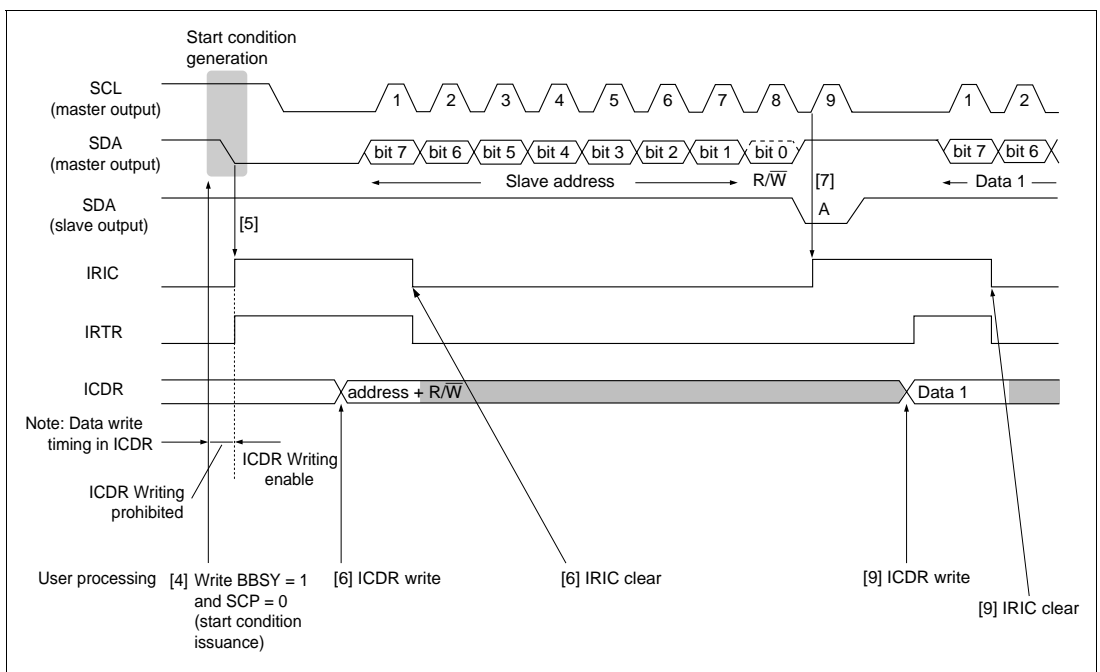 Start condition
generation
SCL
(master output)
1 2 3 4 5 6 7 8 9 1 2
SDA
(master output)
bit 7 bit 6 bit 5 bit 4 bit 3 bit 2 bit 1 bit 0 bit 7 bit 6
Slave address R/W̅ [7] Data 1
SDA
(slave output)
[5] A
IRIC
IRTR
ICDR address + R/W̅ Data 1
Note: Data write
timing in ICDR
ICDR Writing
enable
ICDR Writing
prohibited
User processing [4] Write BBSY = 1
and SCP = 0
(start condition
issuance)
[6] ICDR write [6] IRIC clear [9] ICDR write
[9] IRIC clear